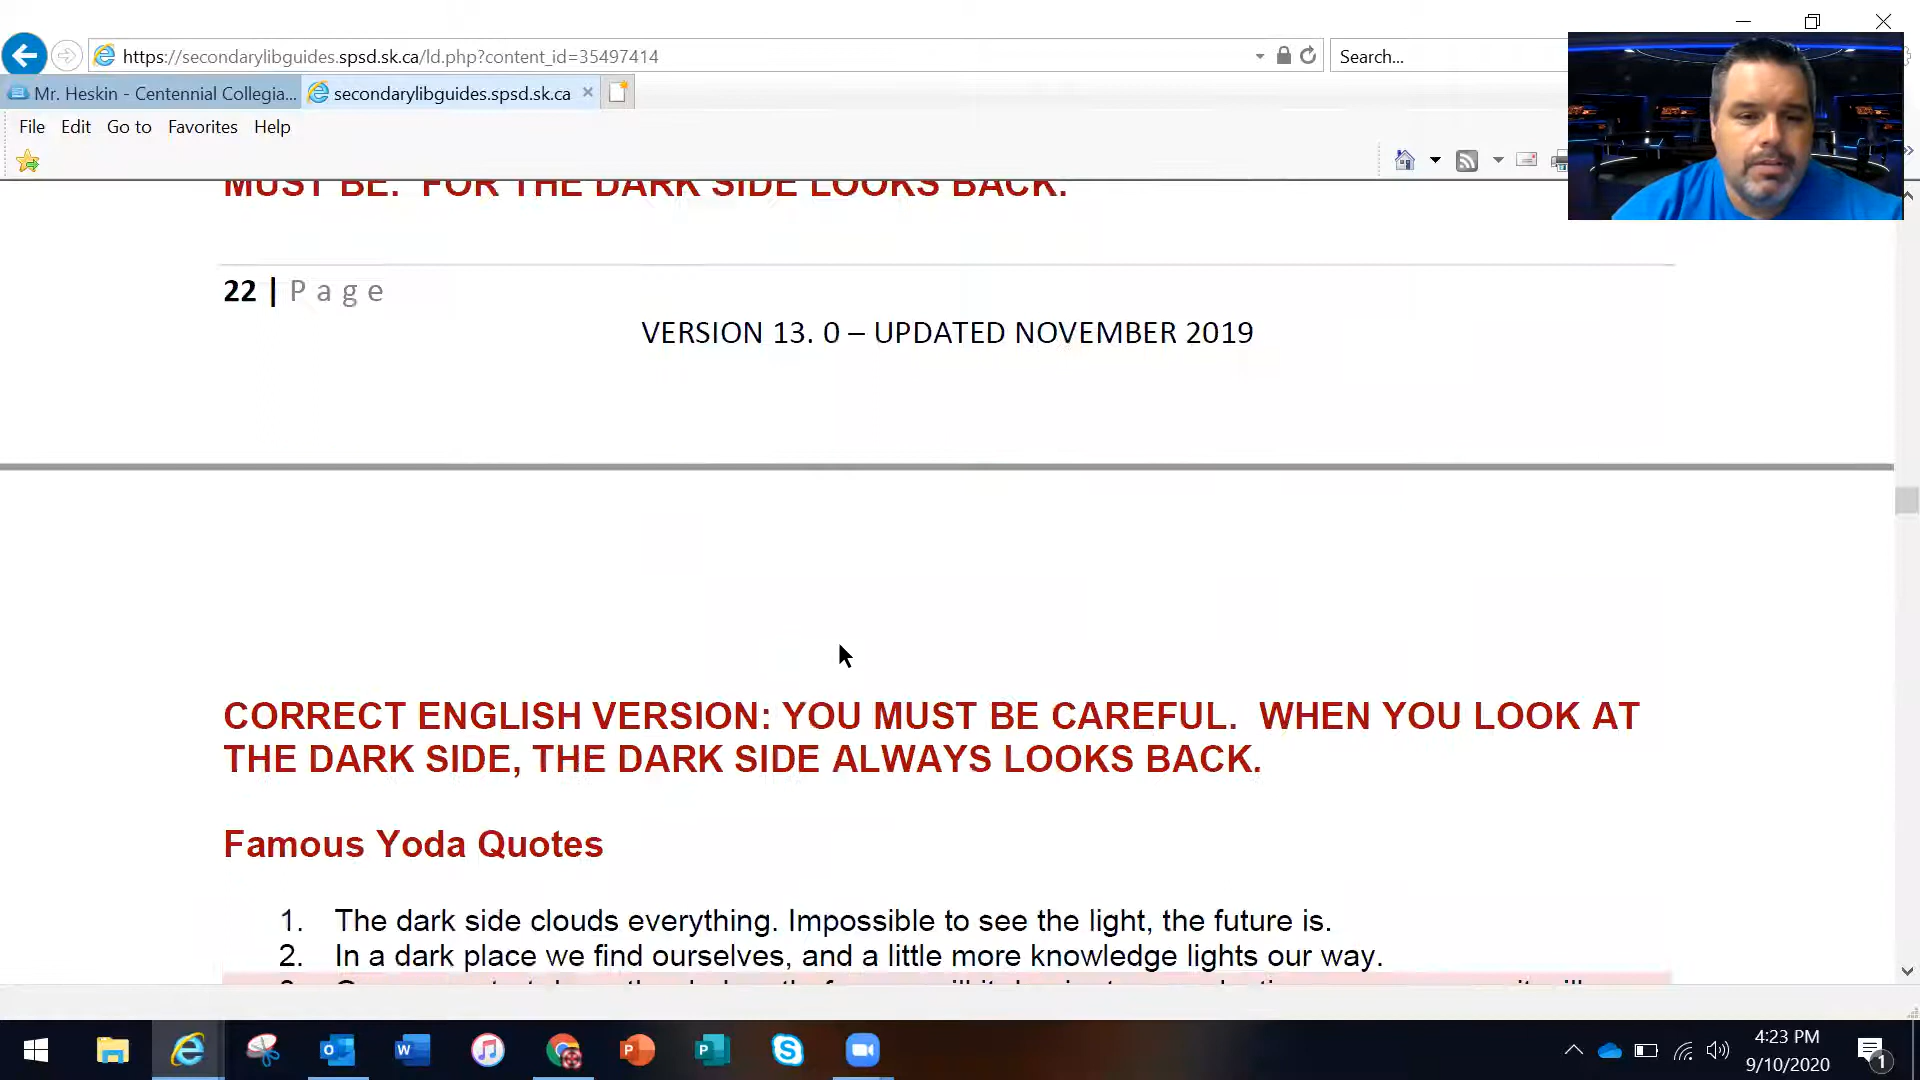 https://secondarylibguides.spsd.sk.ca/ld.php?content_id=35497414
Search...
Mr. Heskin - Centennial Collegia...
secondarylibguides.spsd.sk.ca
File Edit Go to Favorites Help
MUST BE. FOR THE DARK SIDE LOOKS BACK.
22 | Page
VERSION 13. 0 – UPDATED NOVEMBER 2019
CORRECT ENGLISH VERSION: YOU MUST BE CAREFUL. WHEN YOU LOOK AT
THE DARK SIDE, THE DARK SIDE ALWAYS LOOKS BACK.
Famous Yoda Quotes
1. The dark side clouds everything. Impossible to see the light, the future is.
2. In a dark place we find ourselves, and a little more knowledge lights our way.
4:23 PM
9/10/2020
1